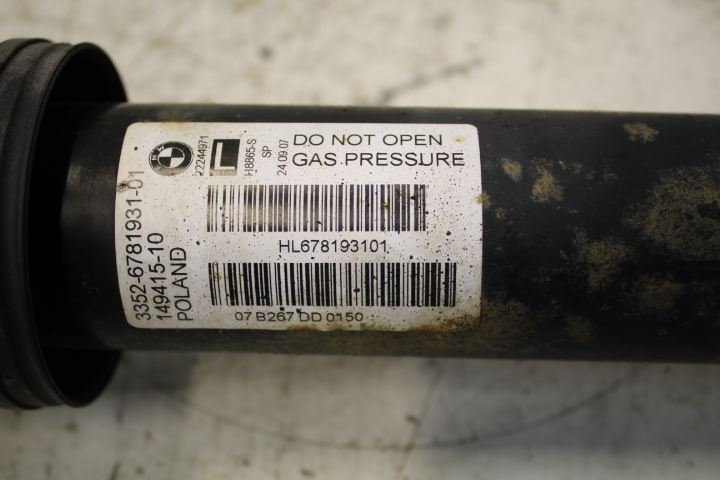 BMW
22244971
L
H8865-S
SP
24 09 07
DO NOT OPEN
GAS PRESSURE
3352-6781931-01
149415-10
POLAND
HL678193101
07 B267 DD 0150